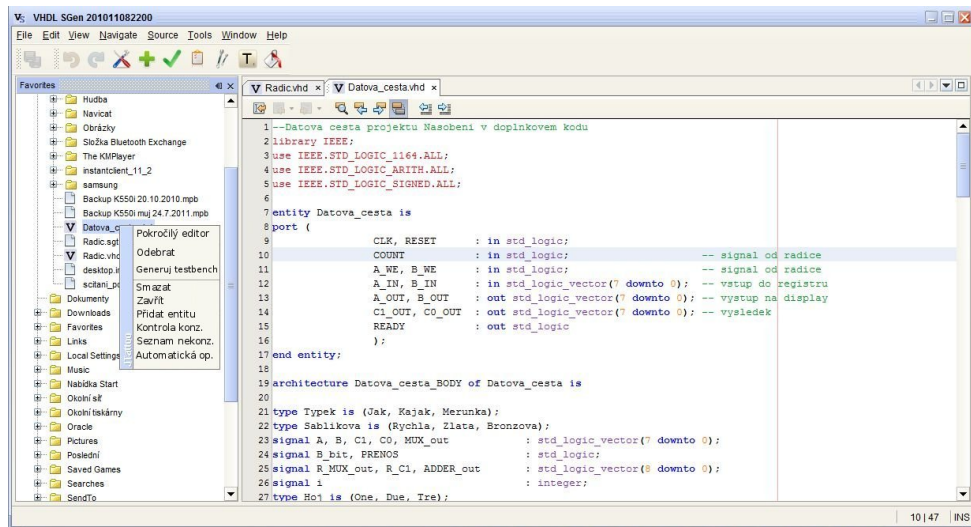 VHDL SGen 201011082200
File Edit View Navigate Source Tools Window Help
Favorites
Hudba
Navicat
Obrázky
Složka Bluetooth Exchange
The KMPlayer
instantclient_11_2
samsung
Backup K550i 20.10.2010.mpb
Backup K550i muj 24.7.2011.mpb
Radic.sgt
Radic.vhd
Dokumenty
Downloads
Favorites
Links
Local Settings
Music
Nabídka Start
Okolní síť
Okolní tiskárny
Oracle
Pictures
Poslední
Saved Games
Searches
SendTo
Pokročilý editor
Odebrat
Generuj testbench
Smazat
Zavřít
Přidat entitu
Kontrola konz.
Seznam nekonz.
Automatická op.
Radic.vhd × Datova_cesta.vhd ×
1 --Datova cesta projektu Nasobeni v doplnkovem kodu
2 library IEEE;
3 use IEEE.STD_LOGIC_1164.ALL;
4 use IEEE.STD_LOGIC_ARITH.ALL;
5 use IEEE.STD_LOGIC_SIGNED.ALL;
6
7 entity Datova_cesta is
8 port (
9 CLK, RESET : in std_logic;
10 COUNT : in std_logic; -- signal od radice
11 A_WE, B_WE : in std_logic; -- signal od radice
12 A_IN, B_IN : in std_logic_vector(7 downto 0); -- vstup do registru
13 A_OUT, B_OUT : out std_logic_vector(7 downto 0); -- vystup na display
14 C1_OUT, C0_OUT : out std_logic_vector(7 downto 0); -- vysledek
15 READY : out std_logic
16 );
17 end entity;
18
19 architecture Datova_cesta_BODY of Datova_cesta is
20
21 type Typek is (Jak, Kajak, Merunka);
22 type Sablikova is (Rychla, Zlata, Bronzova);
23 signal A, B, C1, C0, MUX_out : std_logic_vector(7 downto 0);
24 signal B_bit, PRENOS : std_logic;
25 signal R_MUX_out, R_C1, ADDER_out : std_logic_vector(8 downto 0);
26 signal i : integer;
27 type Hoj is (One, Due, Tre);
10 | 47 INS